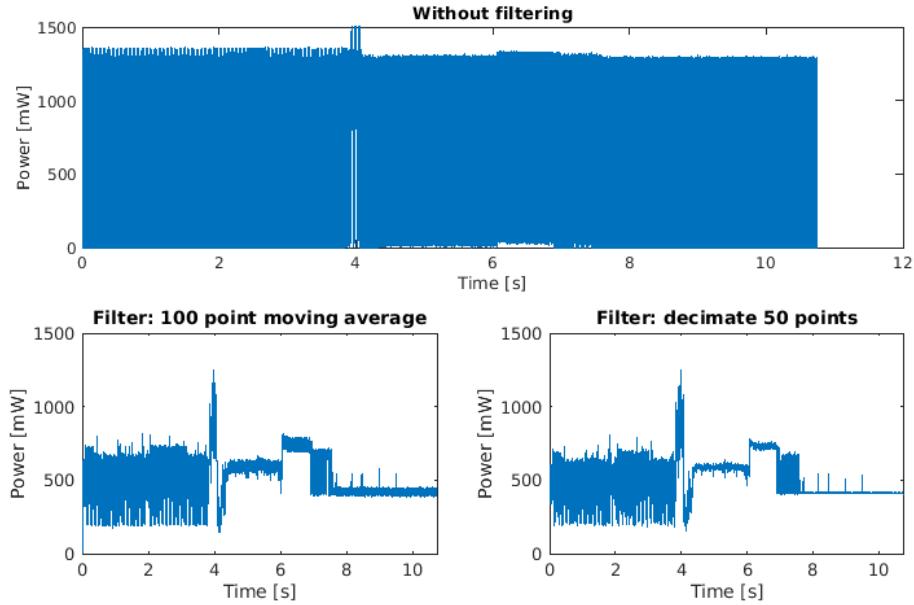 Without filtering
1500
1000
500
0
Power [mW]
0 2 4 6 8 10 12
Time [s]
Filter: 100 point moving average
1500
1000
500
0
Power [mW]
0 2 4 6 8 10
Time [s]
Filter: decimate 50 points
1500
1000
500
0
Power [mW]
0 2 4 6 8 10
Time [s]